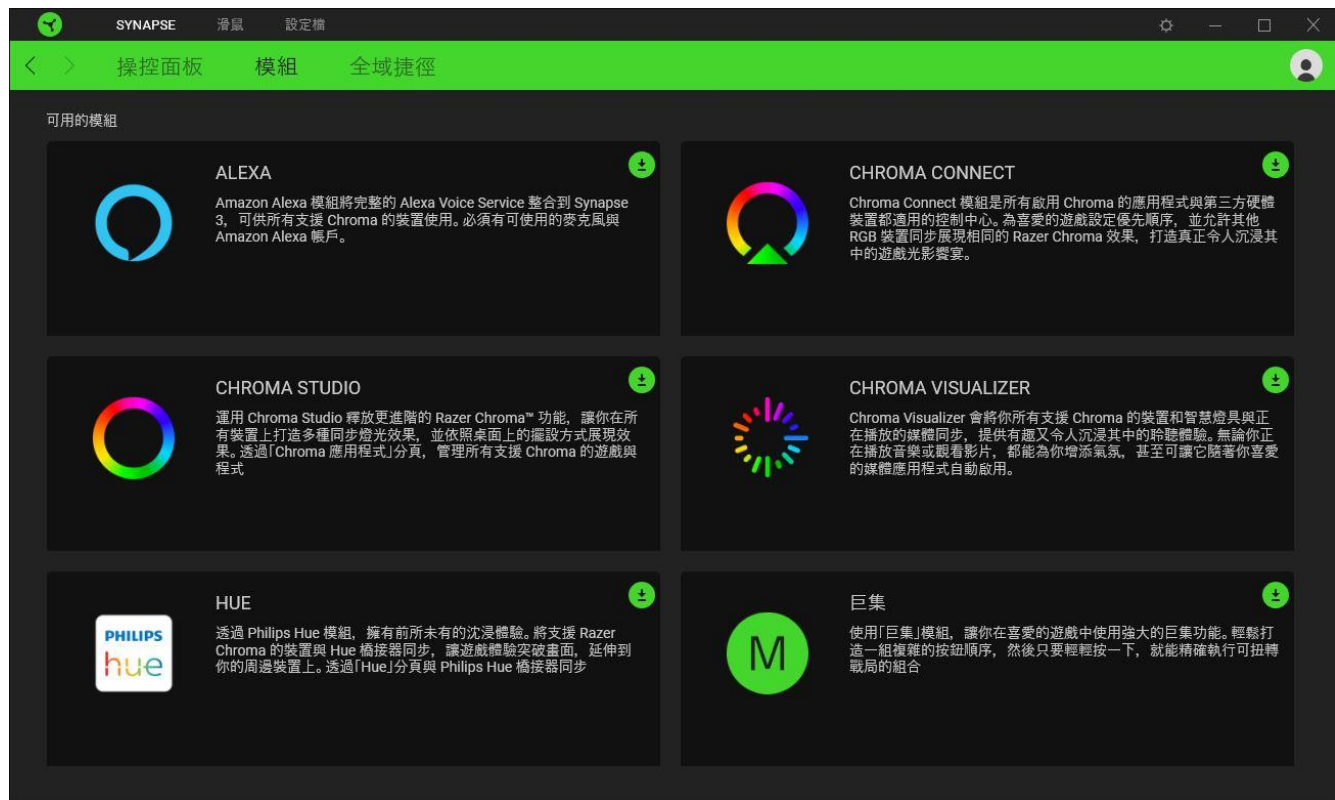 SYNAPSE 滑鼠 設定檔
操控面板 模組 全域捷徑
可用的模組
ALEXA
Amazon Alexa 模組將完整的 Alexa Voice Service 整合到 Synapse
3，可供所有支援 Chroma 的裝置使用。必須有可使用的麥克風與
Amazon Alexa 帳戶。
CHROMA CONNECT
Chroma Connect 模組是所有啟用 Chroma 的應用程式與第三方硬體
裝置都適用的控制中心。為喜愛的遊戲設定優先順序，並允許其他
RGB 裝置同步展現相同的 Razer Chroma 效果，打造真正令人沉浸其
中的遊戲光影饗宴。
CHROMA STUDIO
運用 Chroma Studio 釋放更進階的 Razer Chroma™ 功能，讓你在所
有裝置上打造多種同步燈光效果，並依照桌面上的擺設方式展現效
果。透過「Chroma 應用程式」分頁，管理所有支援 Chroma 的遊戲與
程式
CHROMA VISUALIZER
Chroma Visualizer 會將你所有支援 Chroma 的裝置和智慧燈具與正
在播放的媒體同步，提供有趣又令人沉浸其中的聆聽體驗。無論你正
在播放音樂或觀看影片，都能為你增添氣氛，甚至可讓它隨著你喜愛
的媒體應用程式自動啟用。
PHILIPS
hue
HUE
透過 Philips Hue 模組，擁有前所未有的沈浸體驗。將支援 Razer
Chroma 的裝置與 Hue 橋接器同步，讓遊戲體驗突破畫面，延伸到
你的周邊裝置上。透過「Hue」分頁與 Philips Hue 橋接器同步
M
巨集
使用「巨集」模組，讓你在喜愛的遊戲中使用強大的巨集功能。輕鬆打
造一組複雜的按鈕順序，然後只要輕輕按一下，就能精確執行可扭轉
戰局的組合